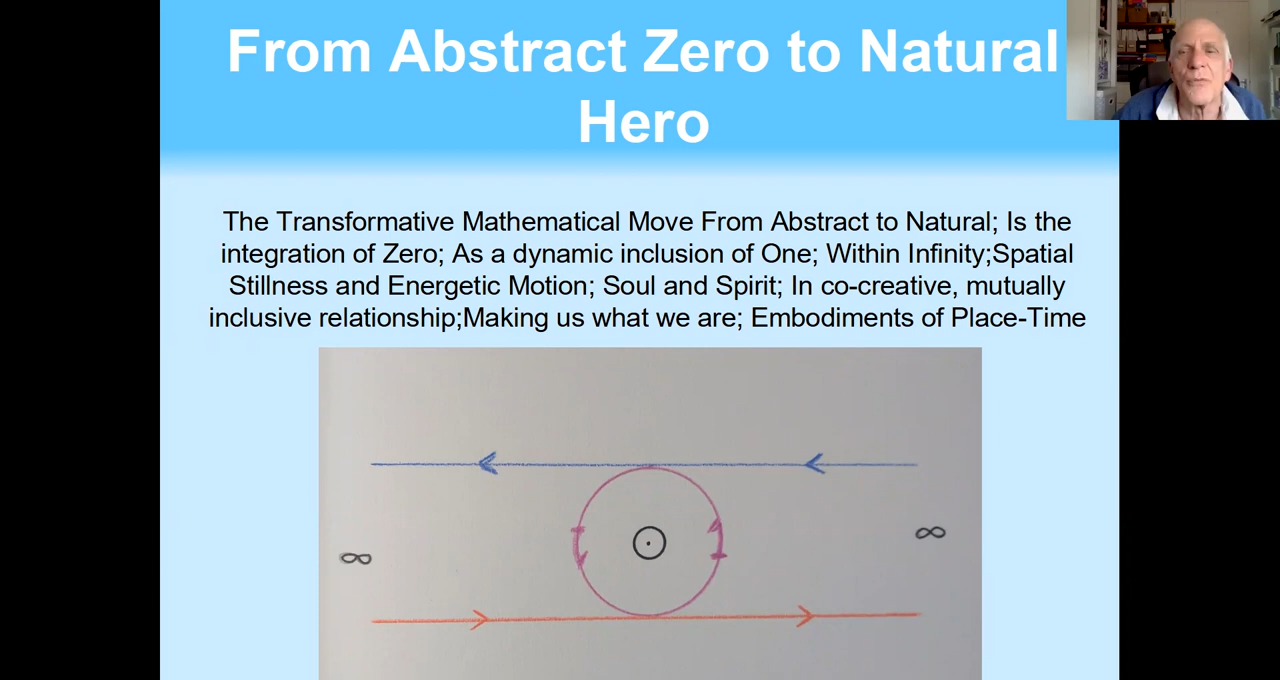 From Abstract Zero to Natural
Hero
The Transformative Mathematical Move From Abstract to Natural; Is the
integration of Zero; As a dynamic inclusion of One; Within Infinity;Spatial
Stillness and Energetic Motion; Soul and Spirit; In co-creative, mutually
inclusive relationship;Making us what we are; Embodiments of Place-Time
∞
∞